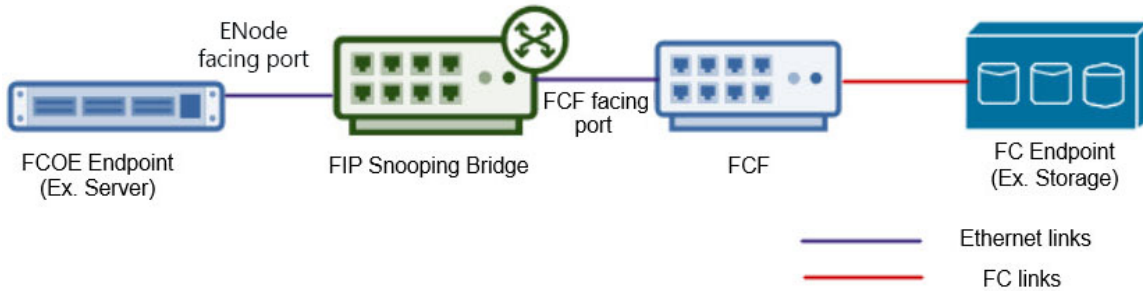 ENode
facing port
FCF facing
port
FCOE Endpoint
(Ex. Server)
FIP Snooping Bridge
FCF
FC Endpoint
(Ex. Storage)
Ethernet links
FC links